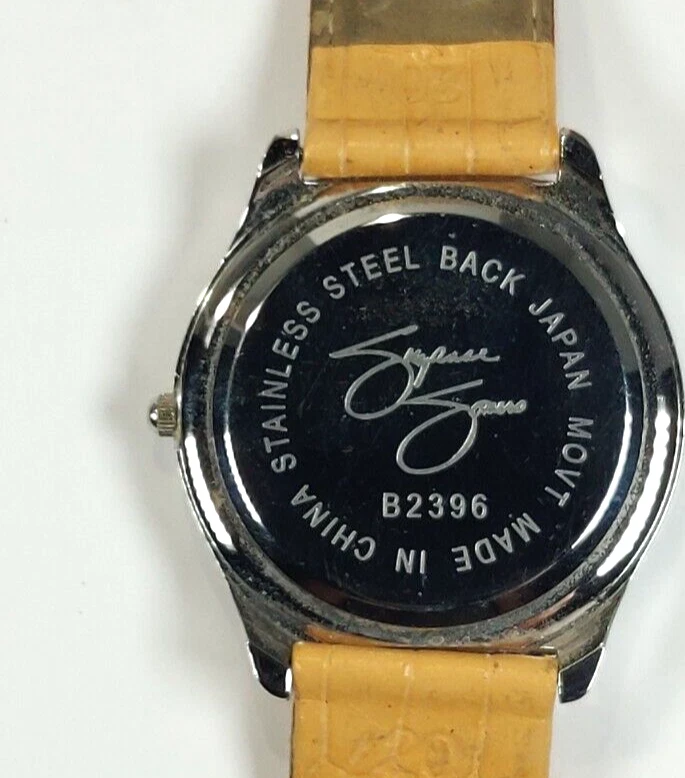 STAINLESS STEEL BACK JAPAN MOVT MADE IN CHINA
B2396